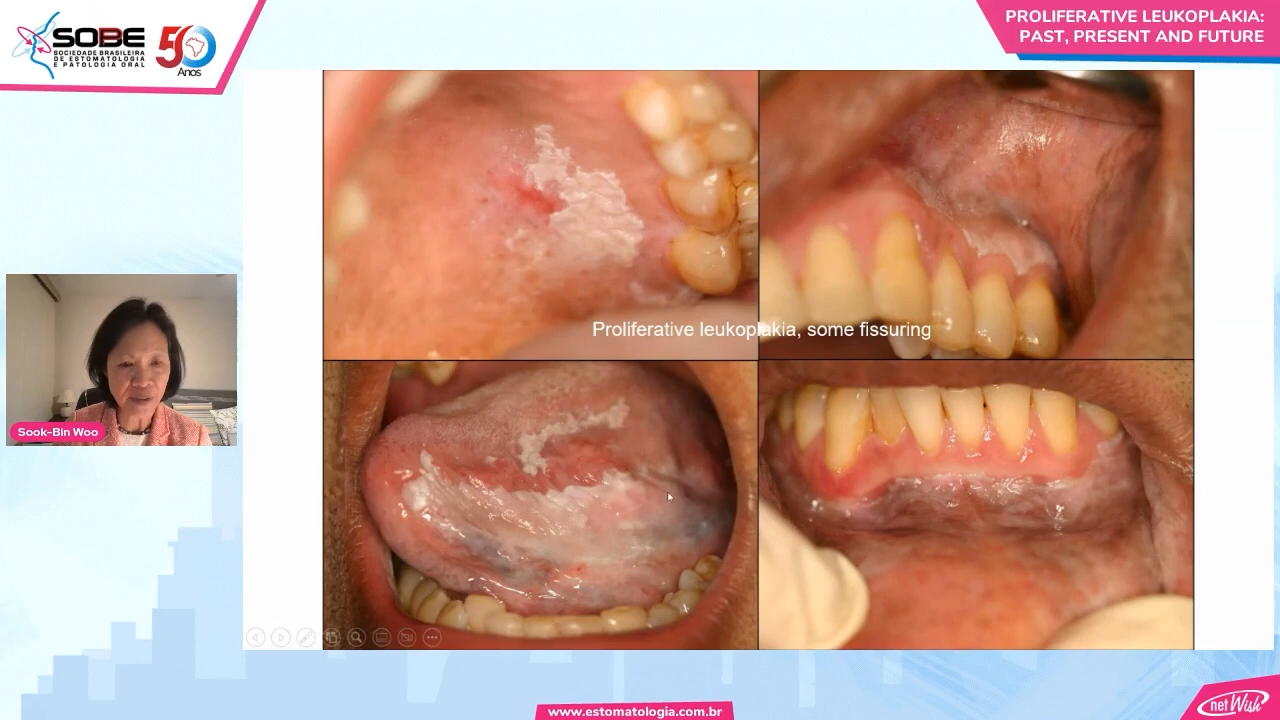 SOBE
SOCIEDADE BRASILEIRA
DE ESTOMATOLOGIA
E PATOLOGIA ORAL
50
Anos
PROLIFERATIVE LEUKOPLAKIA:
PAST, PRESENT AND FUTURE
Proliferative leukoplakia, some fissuring
Sook-Bin Woo
www.estomatologia.com.br
netWish